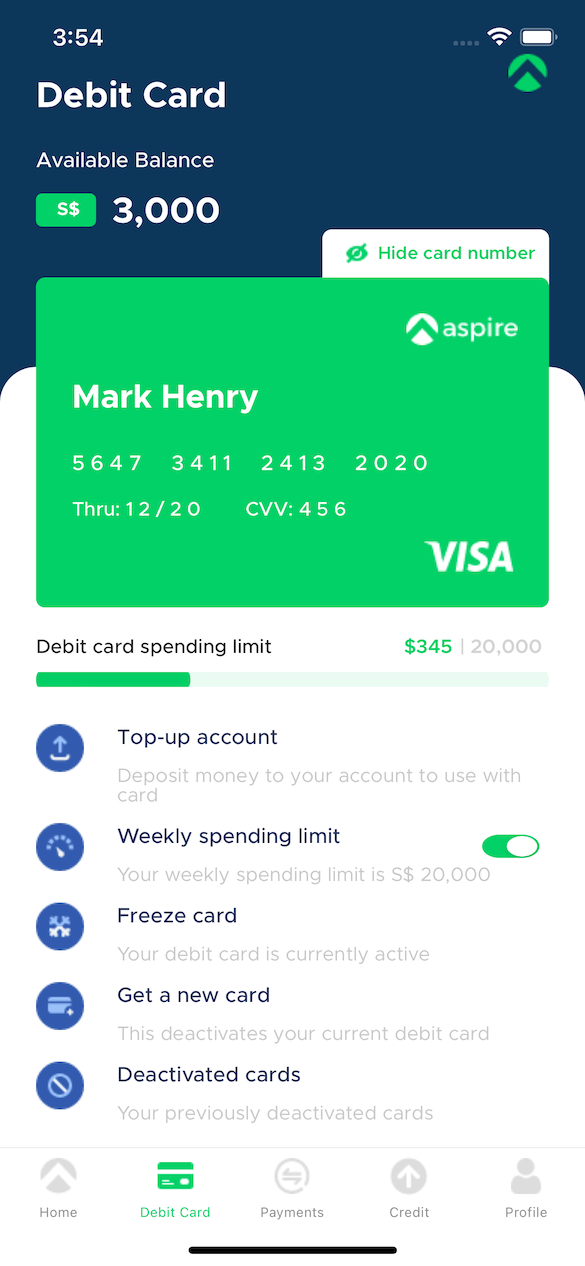 3:54
Debit Card
Available Balance
S$ 3,000
Hide card number
aspire
Mark Henry
5647 3411 2413 2020
Thru: 12/20 CVV: 456
VISA
Debit card spending limit $345 | 20,000
Top-up account
Deposit money to your account to use with
card
Weekly spending limit
Your weekly spending limit is S$ 20,000
Freeze card
Your debit card is currently active
Get a new card
This deactivates your current debit card
Deactivated cards
Your previously deactivated cards
Home Debit Card Payments Credit Profile